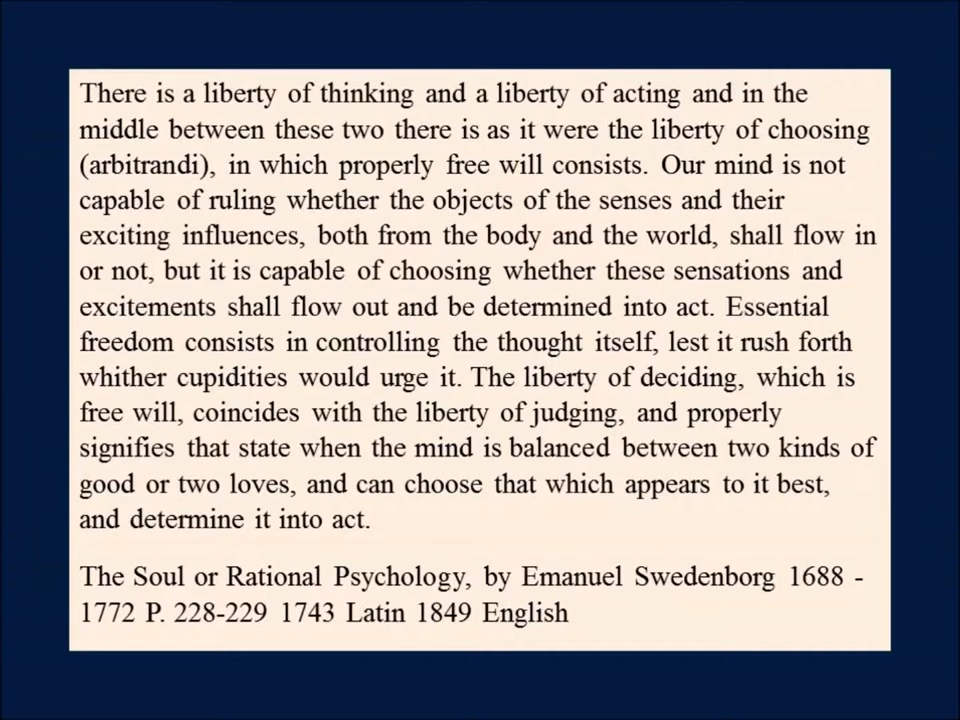 There is a liberty of thinking and a liberty of acting and in the
middle between these two there is as it were the liberty of choosing
(arbitrandi), in which properly free will consists. Our mind is not
capable of ruling whether the objects of the senses and their
exciting influences, both from the body and the world, shall flow in
or not, but it is capable of choosing whether these sensations and
excitements shall flow out and be determined into act. Essential
freedom consists in controlling the thought itself, lest it rush forth
whither cupidities would urge it. The liberty of deciding, which is
free will, coincides with the liberty of judging, and properly
signifies that state when the mind is balanced between two kinds of
good or two loves, and can choose that which appears to it best,
and determine it into act.
The Soul or Rational Psychology, by Emanuel Swedenborg 1688 -
1772 P. 228-229 1743 Latin 1849 English